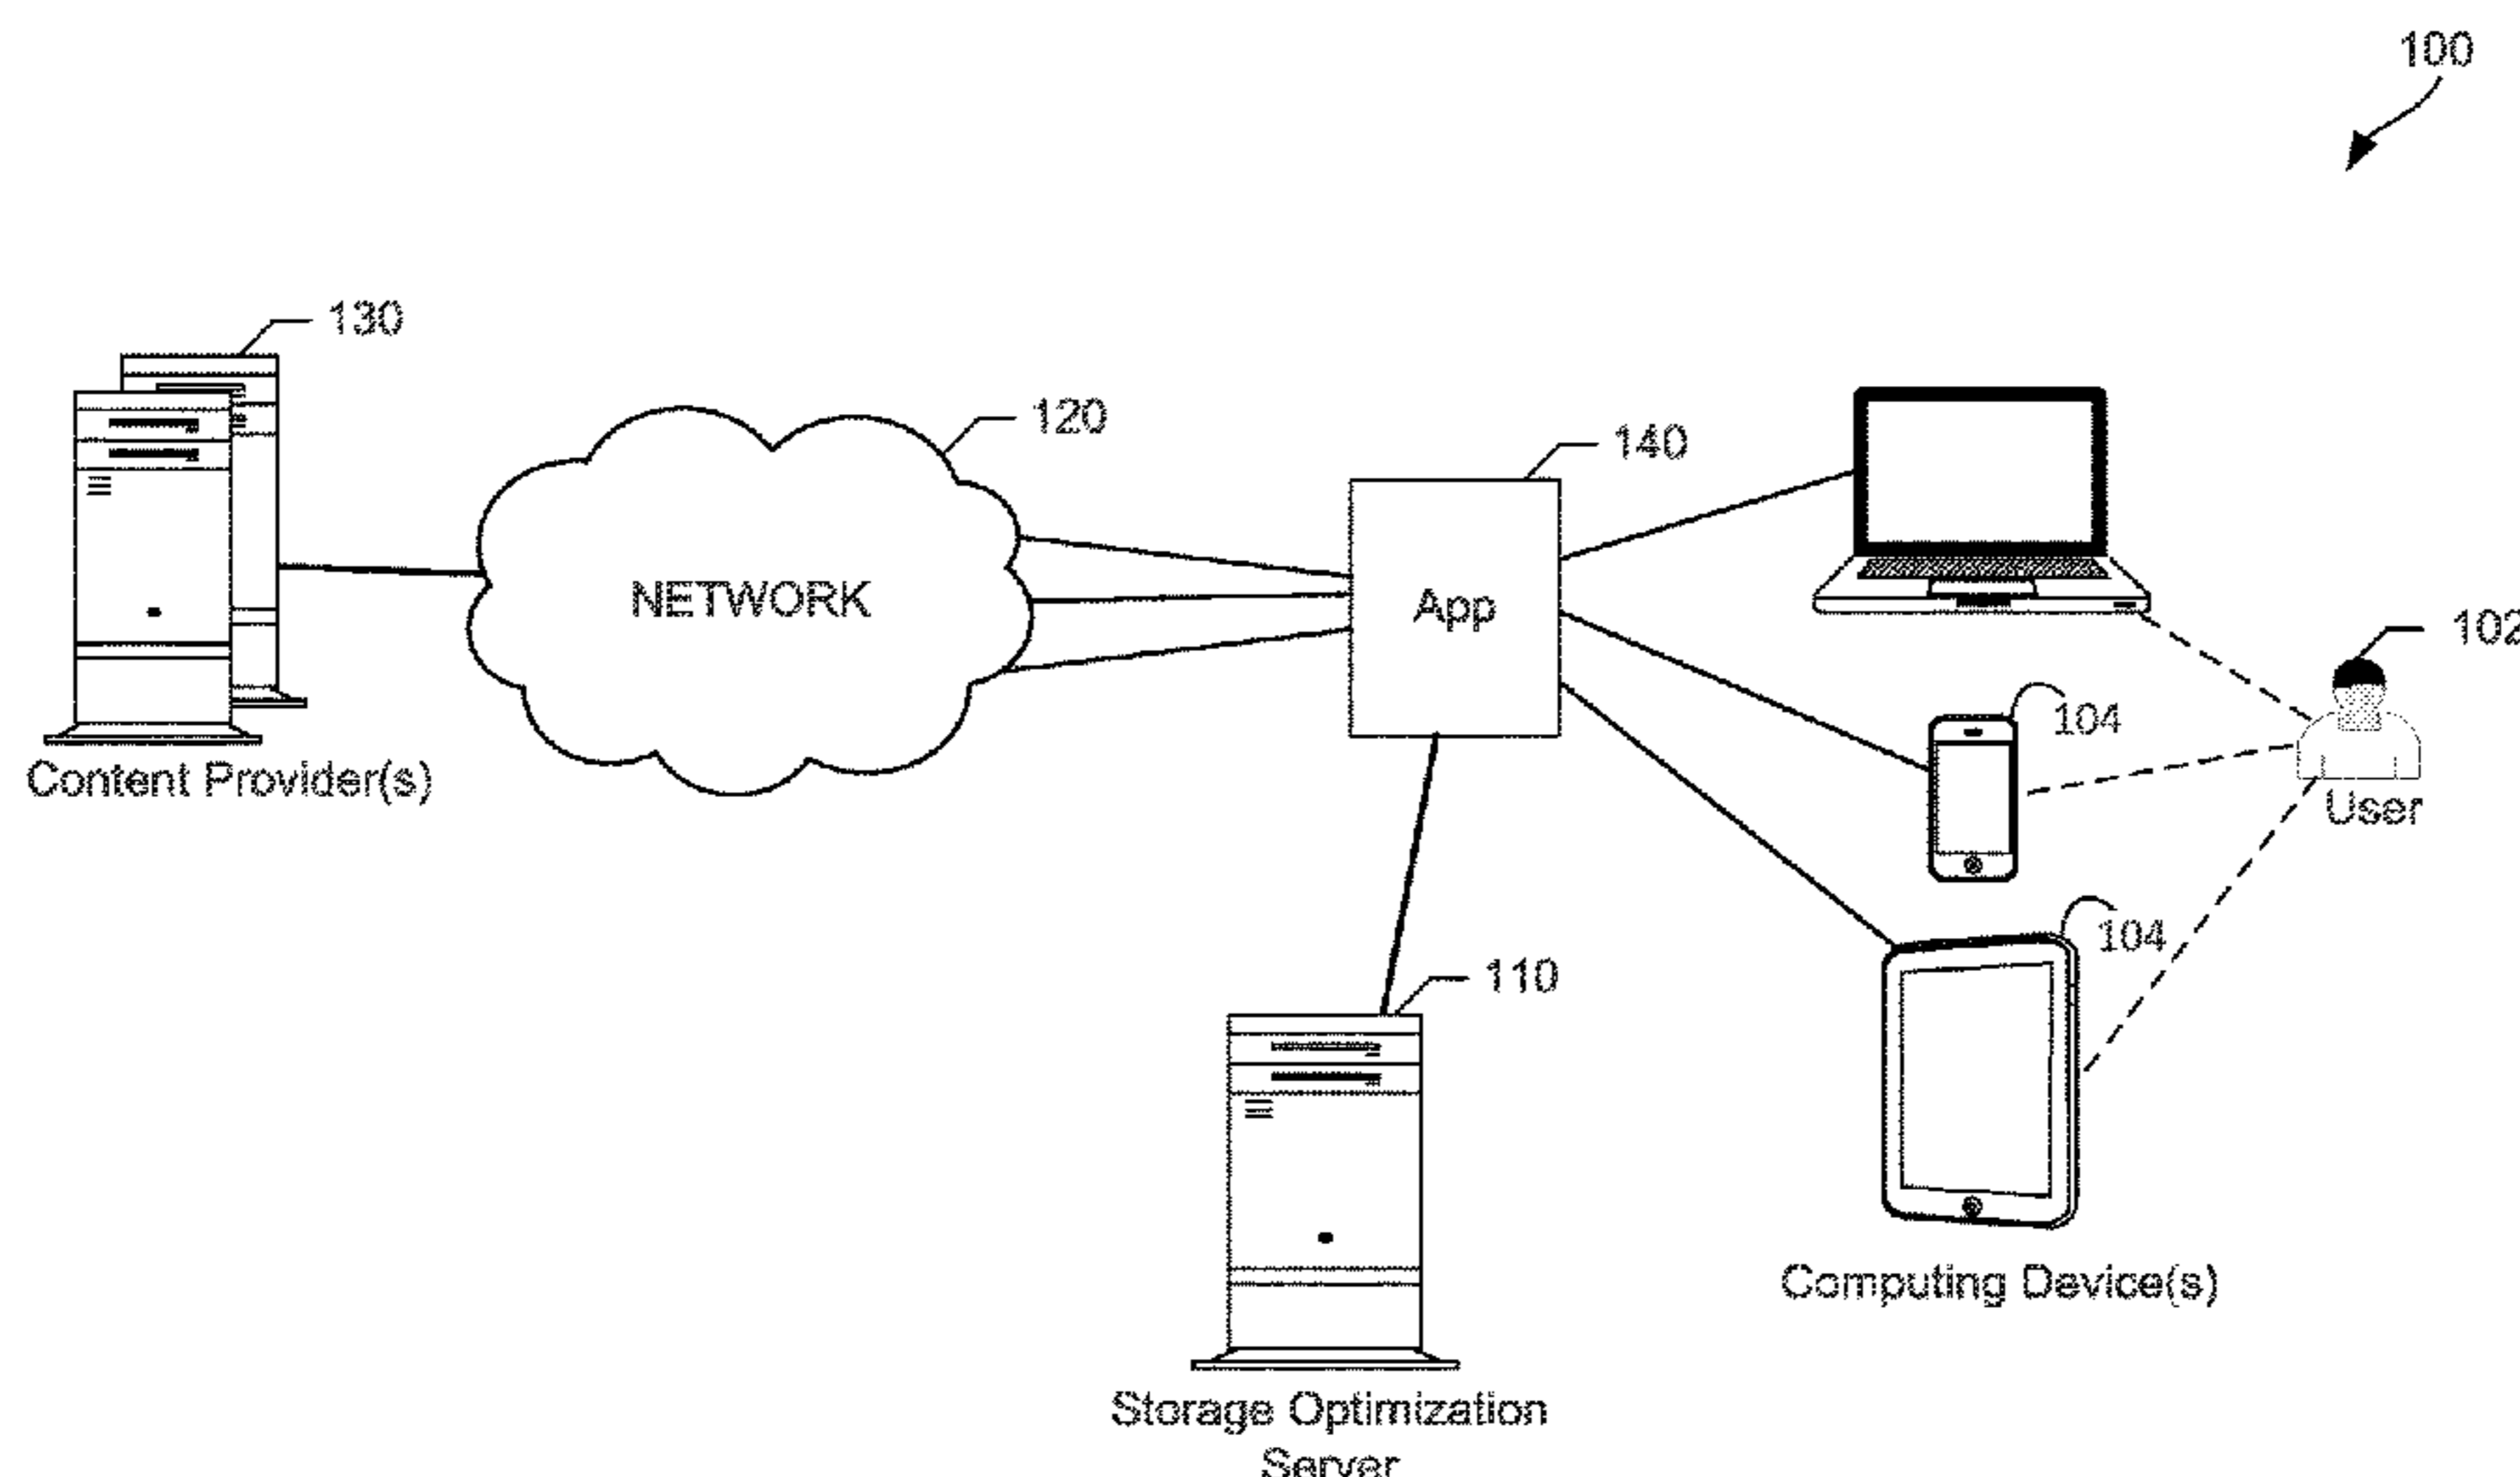 100
130
120
140
NETWORK
App
102
104
Content Provider(s)
User
104
110
Computing Device(s)
Storage Optimization
Server